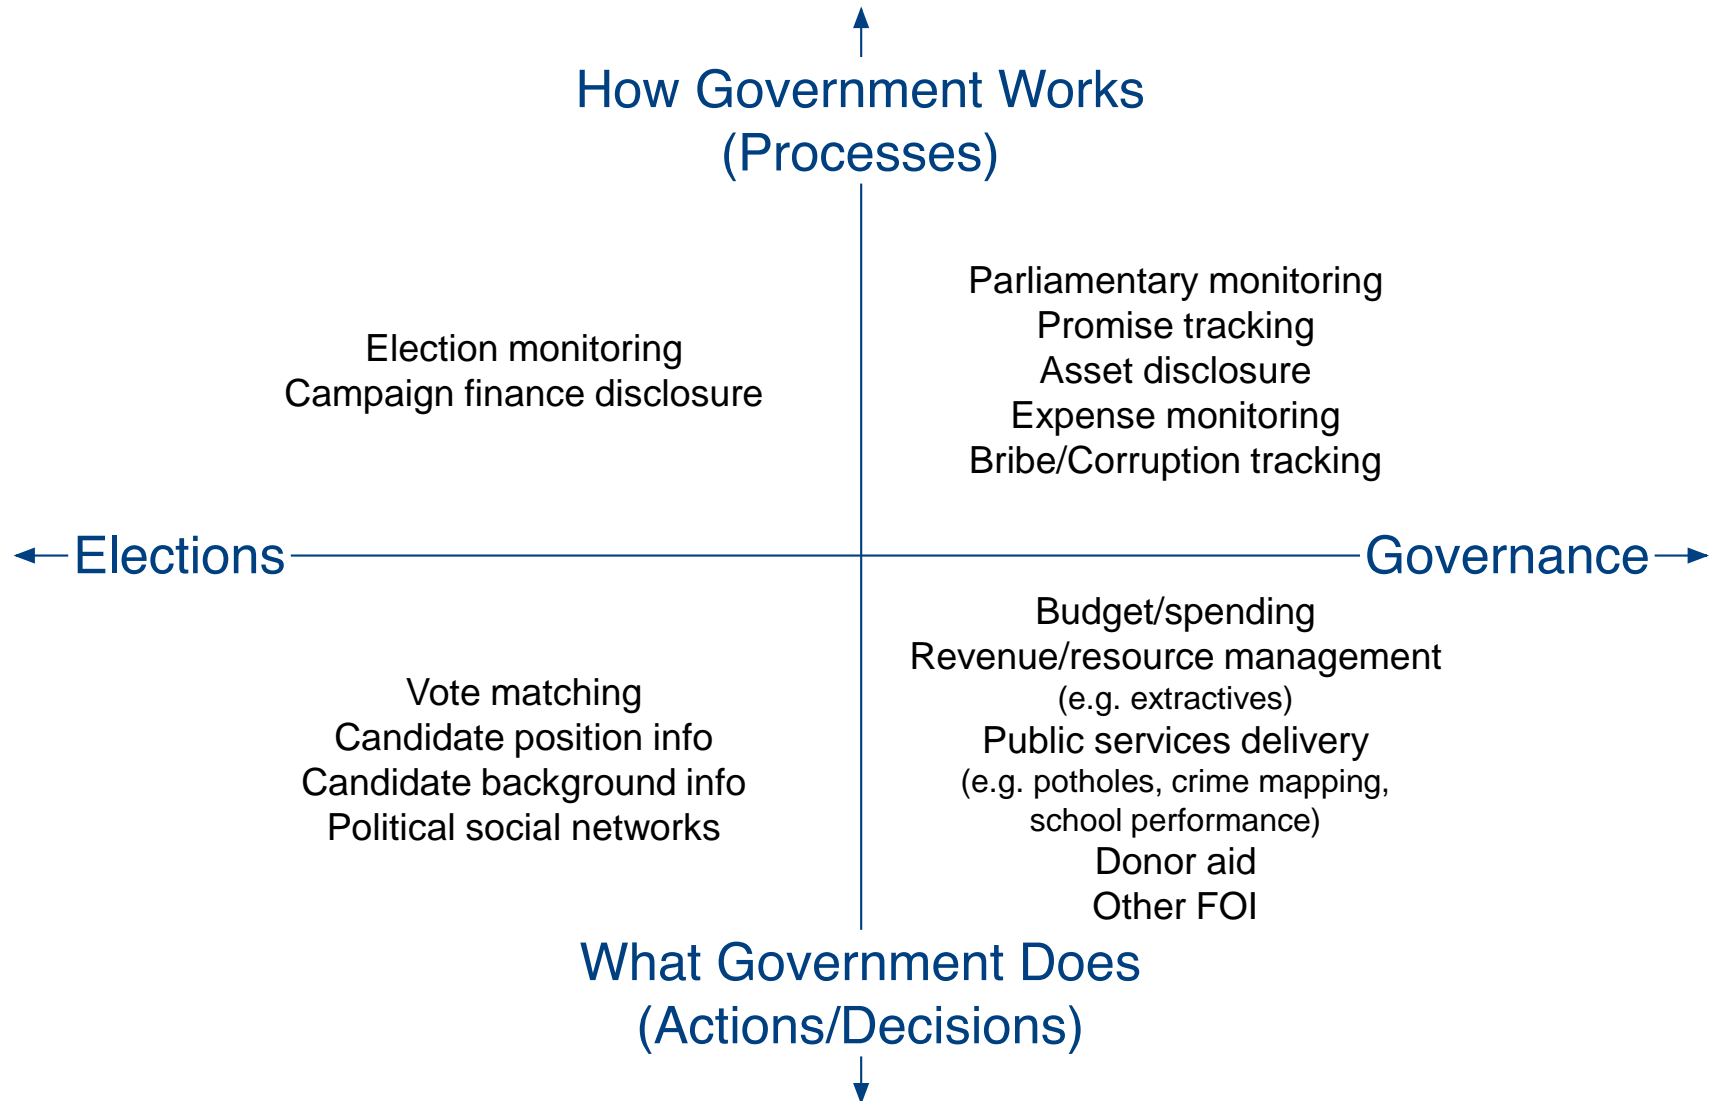 How Government Works
(Processes)
Election monitoring
Campaign finance disclosure
Parliamentary monitoring
Promise tracking
Asset disclosure
Expense monitoring
Bribe/Corruption tracking
Elections
Governance
Vote matching
Candidate position info
Candidate background info
Political social networks
Budget/spending
Revenue/resource management
(e.g. extractives)
Public services delivery
(e.g. potholes, crime mapping,
school performance)
Donor aid
Other FOI
What Government Does
(Actions/Decisions)